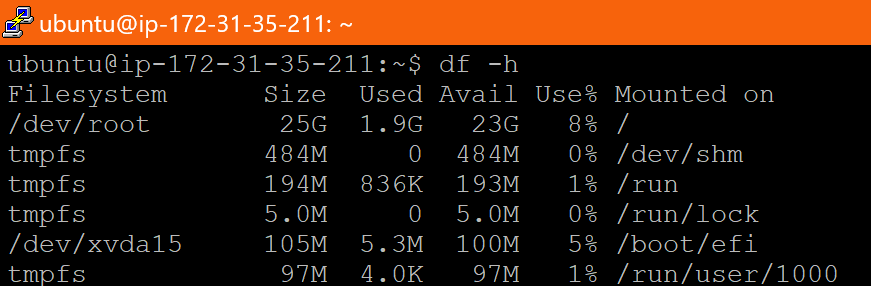 ubuntu@ip-172-31-35-211: ~
ubuntu@ip-172-31-35-211:~$ df -h
Filesystem      Size  Used Avail Use% Mounted on
/dev/root        25G  1.9G   23G   8% /
tmpfs           484M     0  484M   0% /dev/shm
tmpfs           194M  836K  193M   1% /run
tmpfs           5.0M     0  5.0M   0% /run/lock
/dev/xvda15     105M  5.3M  100M   5% /boot/efi
tmpfs            97M  4.0K   97M   1% /run/user/1000